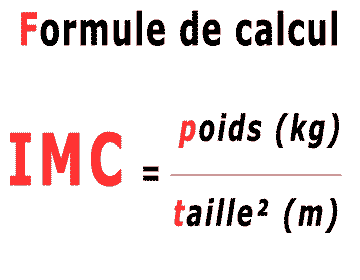 Formule de calcul
poids (kg)
IMC =
taille² (m)